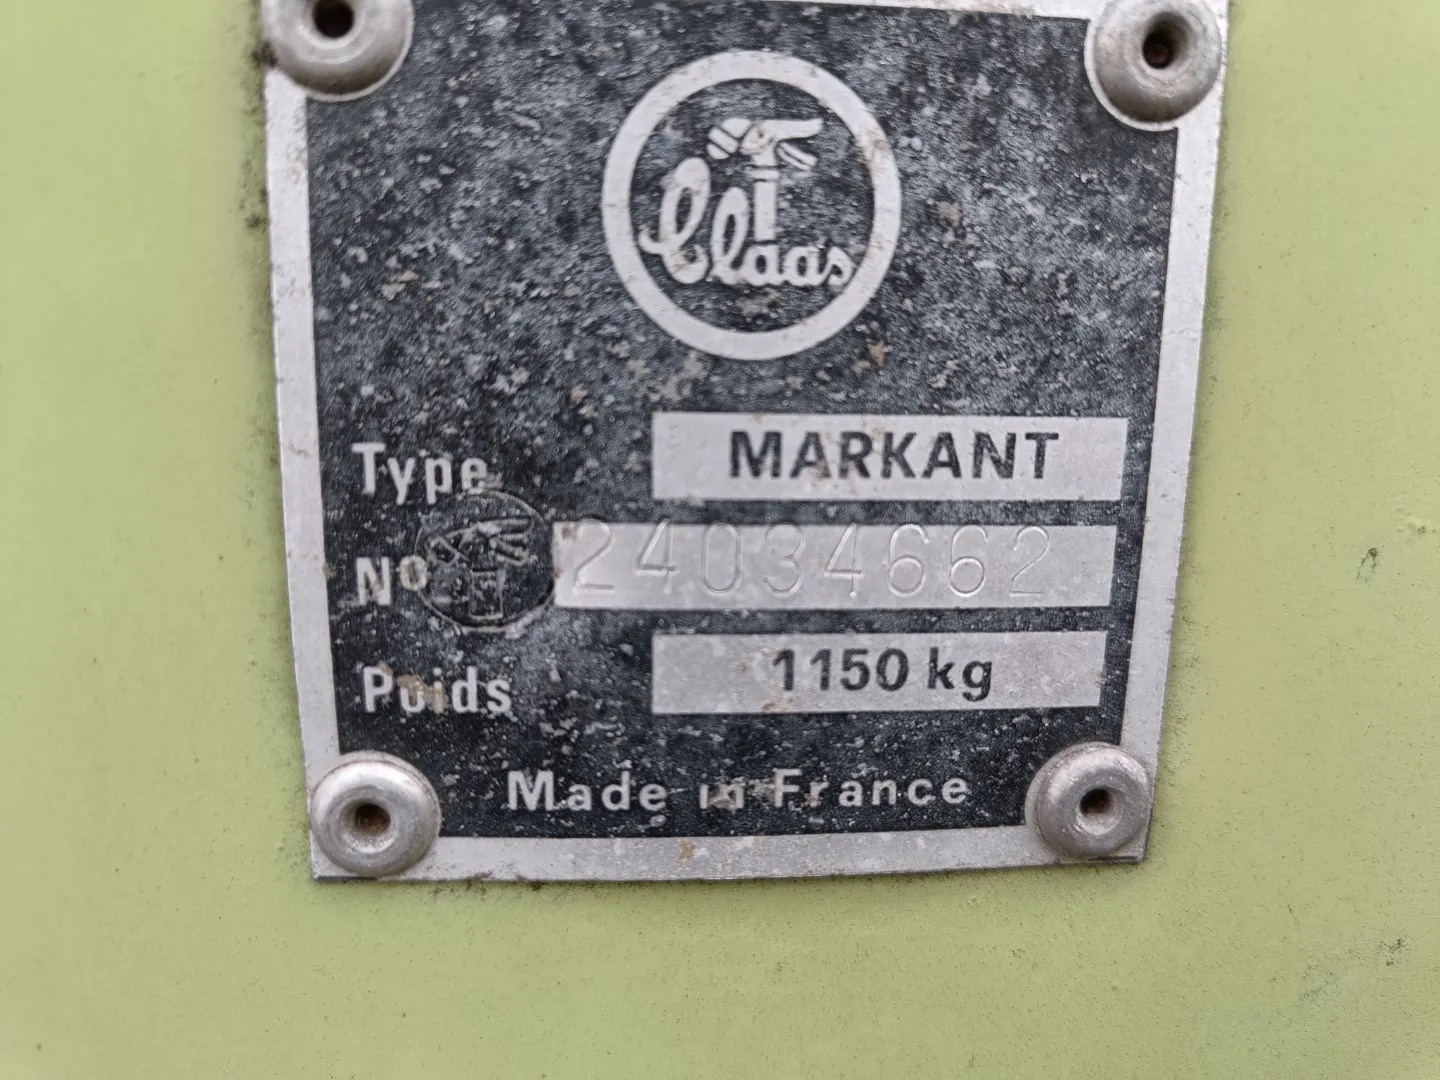 Claas
Type MARKANT
Nº 24034662
Poids 1150 kg
Made in France